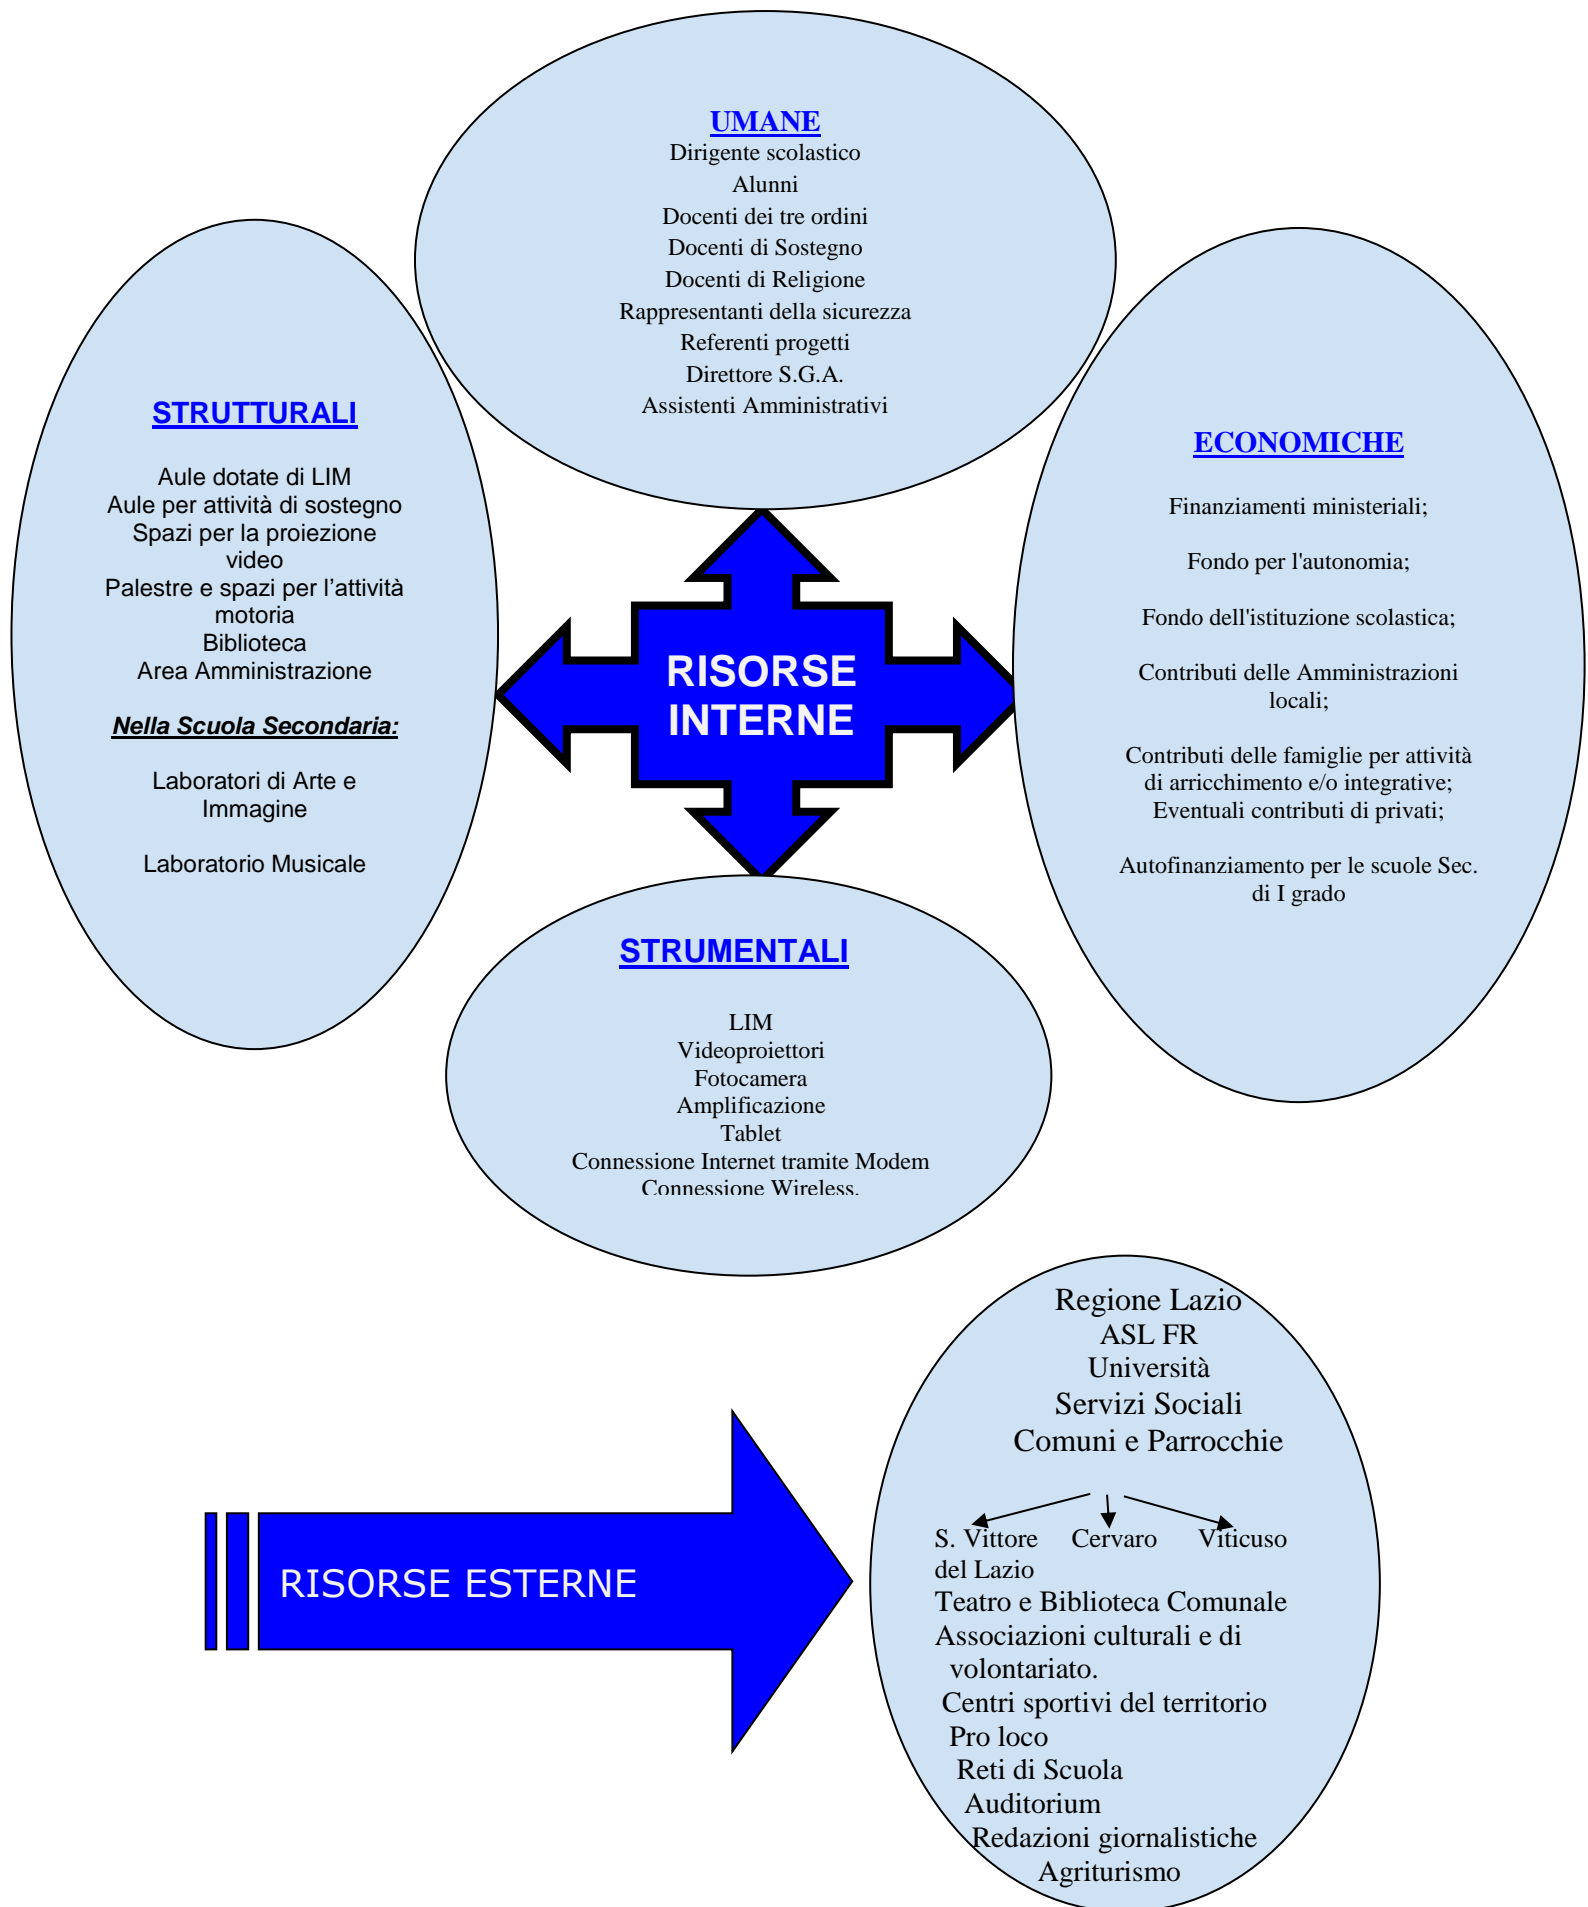 UMANE
Dirigente scolastico
Alunni
Docenti dei tre ordini
Docenti di Sostegno
Docenti di Religione
Rappresentanti della sicurezza
Referenti progetti
Direttore S.G.A.
Assistenti Amministrativi
STRUTTURALI
Aule dotate di LIM
Aule per attività di sostegno
Spazi per la proiezione
video
Palestre e spazi per l’attività
motoria
Biblioteca
Area Amministrazione
Nella Scuola Secondaria:
Laboratori di Arte e
Immagine
Laboratorio Musicale
RISORSE
INTERNE
ECONOMICHE
Finanziamenti ministeriali;
Fondo per l'autonomia;
Fondo dell'istituzione scolastica;
Contributi delle Amministrazioni
locali;
Contributi delle famiglie per attività
di arricchimento e/o integrative;
Eventuali contributi di privati;
Autofinanziamento per le scuole Sec.
di I grado
STRUMENTALI
LIM
Videoproiettori
Fotocamera
Amplificazione
Tablet
Connessione Internet tramite Modem
Connessione Wireless.
RISORSE ESTERNE
Regione Lazio
ASL FR
Università
Servizi Sociali
Comuni e Parrocchie
S. Vittore Cervaro Viticuso
del Lazio
Teatro e Biblioteca Comunale
Associazioni culturali e di
volontariato.
Centri sportivi del territorio
Pro loco
Reti di Scuola
Auditorium
Redazioni giornalistiche
Agriturismo